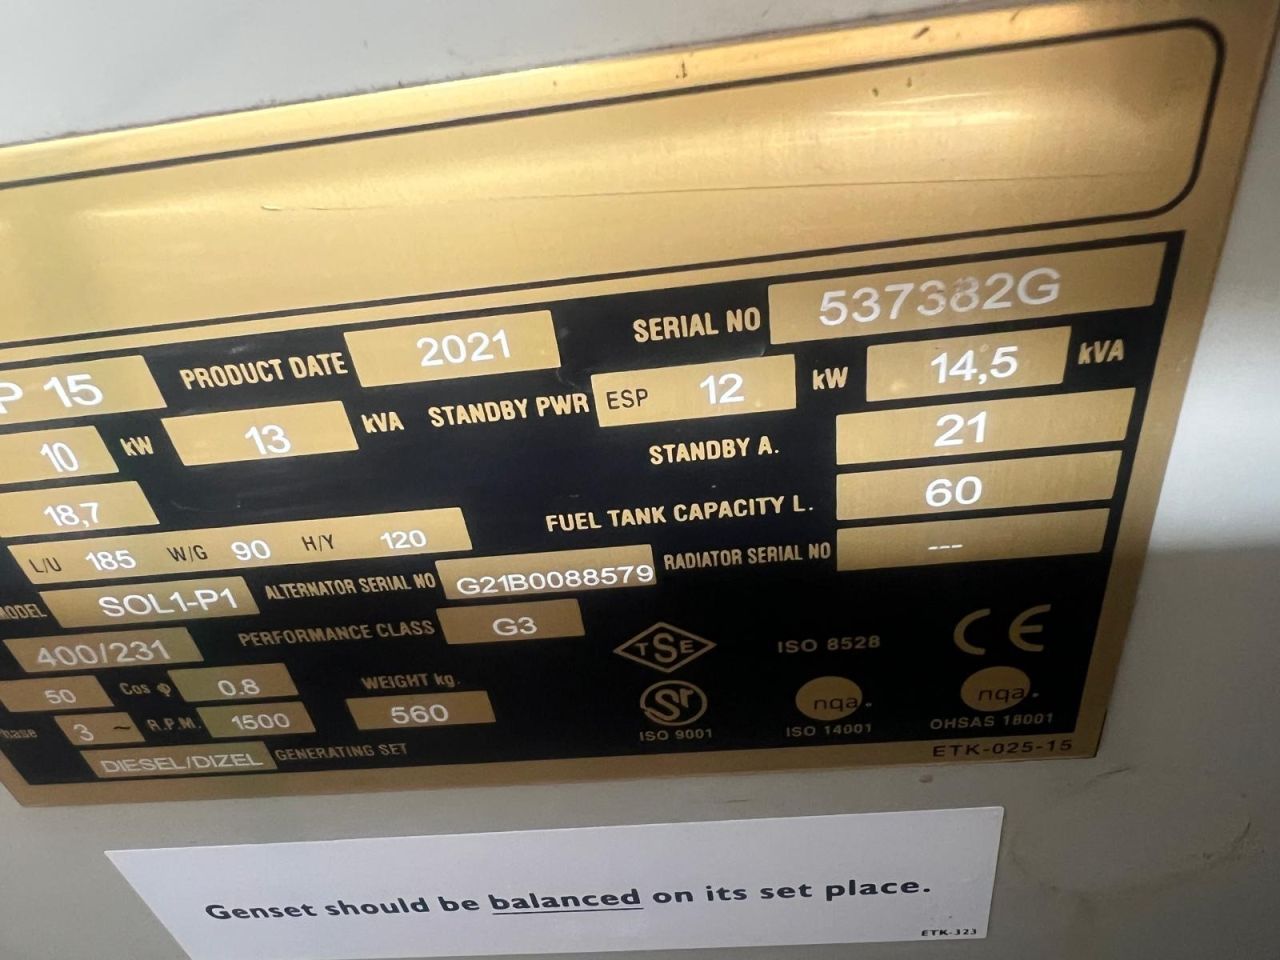 SERIAL NO 537382G
P 15 PRODUCT DATE 2021
10 kW 13 kVA STANDBY PWR ESP 12 kW 14,5 kVA
18,7 STANDBY A. 21
L/U 185 W/G 90 H/Y 120 FUEL TANK CAPACITY L. 60
MODEL SOL1-P1 ALTERNATOR SERIAL NO G21B0088579 RADIATOR SERIAL NO ---
400/231 PERFORMANCE CLASS G3
50 Cos φ 0.8 WEIGHT kg.
Phase 3 ~ R.P.M. 1500 560
DIESEL/DIZEL GENERATING SET
TSE ISO 8528 CE
Sr nqa. nqa.
ISO 9001 ISO 14001 OHSAS 18001
ETK-025-15
Genset should be balanced on its set place.
ETK-323